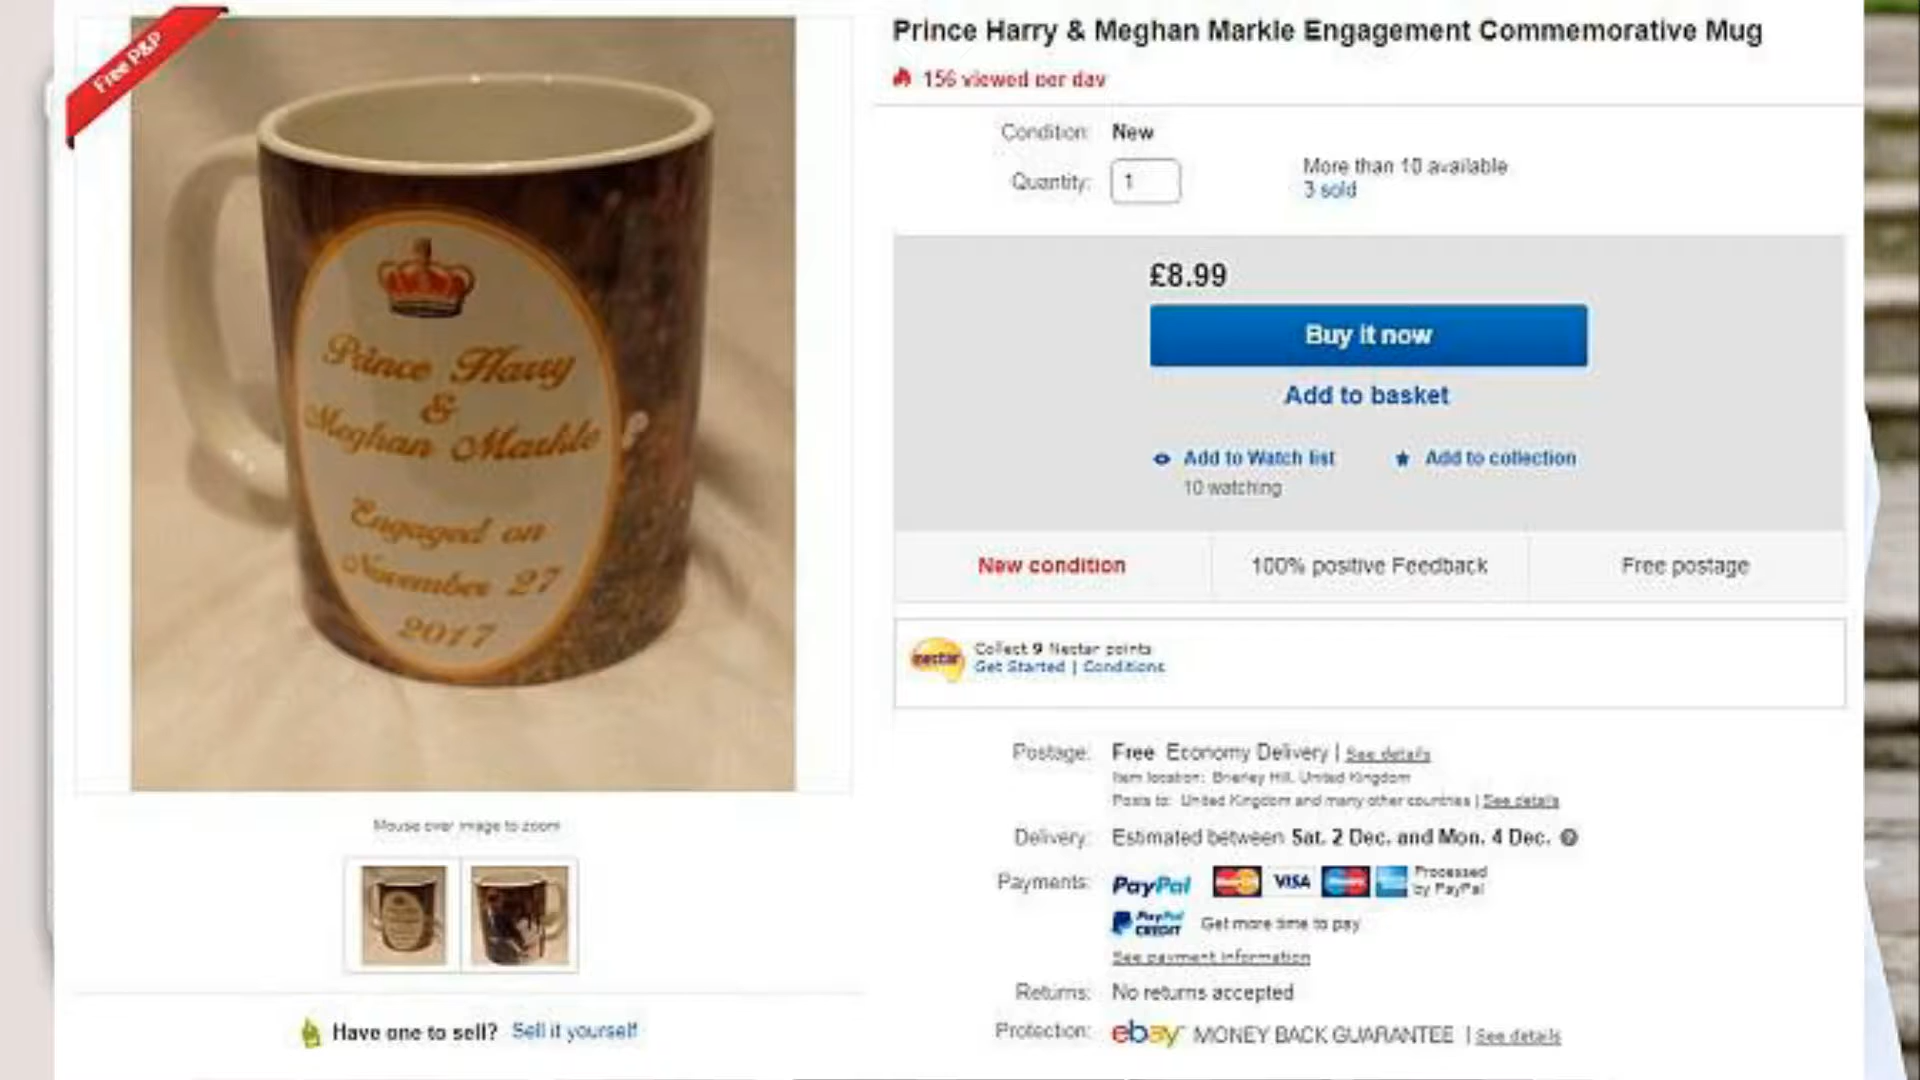 Free P&P
Prince Harry
&
Meghan Markle
Engaged on
November 27
2017
Mouse over image to zoom
Have one to sell? Sell it yourself
Prince Harry & Meghan Markle Engagement Commemorative Mug
156 viewed per day
Condition: New
Quantity: 1
More than 10 available
3 sold
£8.99
Buy it now
Add to basket
Add to Watch list
Add to collection
10 watching
New condition
100% positive Feedback
Free postage
nectar
Collect 9 Nectar points
Get Started | Conditions
Postage: Free Economy Delivery | See details
Item location: Brierley Hill, United Kingdom
Posts to: United Kingdom and many other countries | See details
Delivery: Estimated between Sat. 2 Dec. and Mon. 4 Dec.
Payments: PayPal VISA Processed
by PayPal
PayPal
CREDIT Get more time to pay
See payment information
Returns: No returns accepted
Protection: ebay MONEY BACK GUARANTEE | See details